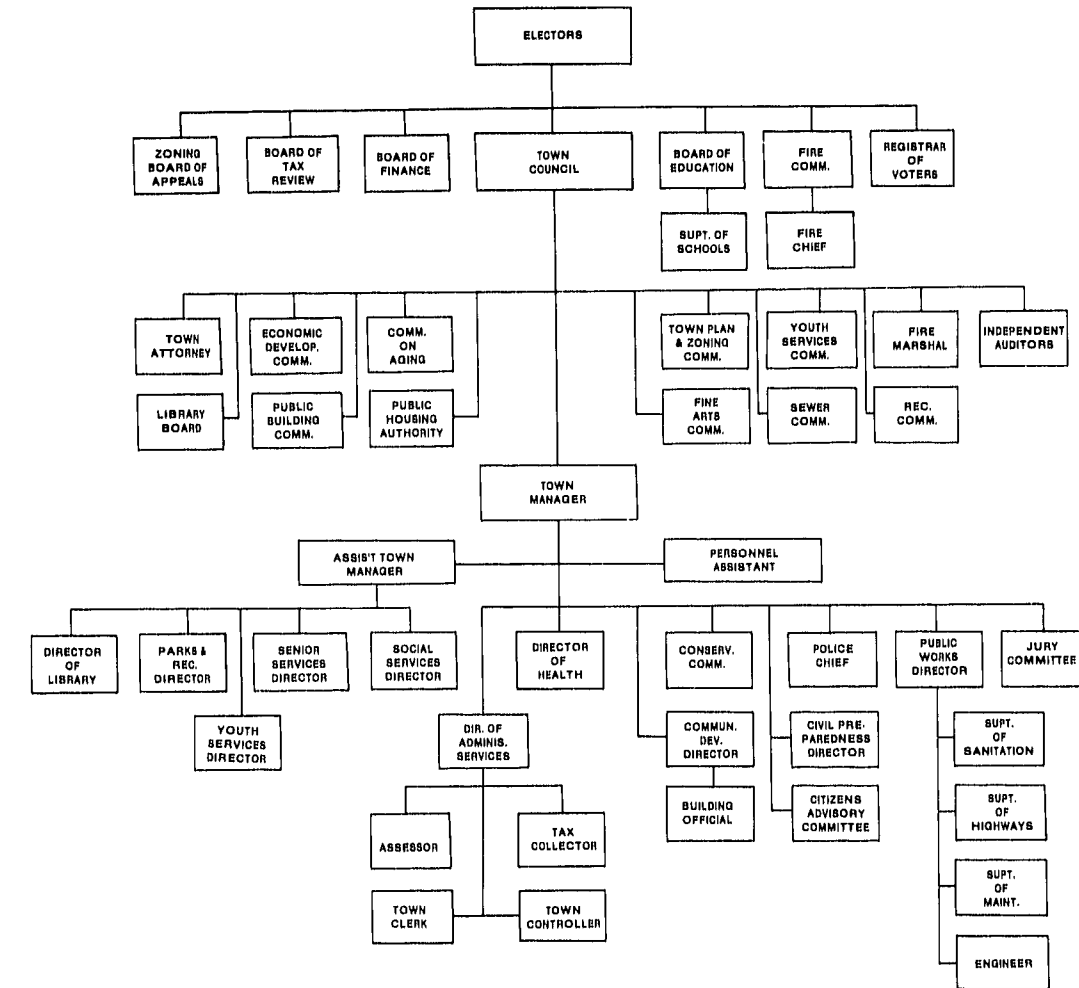 ELECTORS
ZONING
BOARD OF
APPEALS
BOARD OF
TAX
REVIEW
BOARD OF
FINANCE
TOWN
COUNCIL
BOARD OF
EDUCATION
FIRE
COMM.
REGISTRAR
OF
VOTERS
SUPT. OF
SCHOOLS
FIRE
CHIEF
TOWN
ATTORNEY
ECONOMIC
DEVELOP.
COMM.
COMM.
ON
AGING
TOWN PLAN
& ZONING
COMM.
YOUTH
SERVICES
COMM.
FIRE
MARSHAL
INDEPENDENT
AUDITORS
LIBRARY
BOARD
PUBLIC
BUILDING
COMM.
PUBLIC
HOUSING
AUTHORITY
FINE
ARTS
COMM.
SEWER
COMM.
REC.
COMM.
TOWN
MANAGER
ASSIS'T TOWN
MANAGER
PERSONNEL
ASSISTANT
DIRECTOR
OF
LIBRARY
PARKS &
REC.
DIRECTOR
SENIOR
SERVICES
DIRECTOR
SOCIAL
SERVICES
DIRECTOR
DIRECTOR
OF
HEALTH
CONSERV.
COMM.
POLICE
CHIEF
PUBLIC
WORKS
DIRECTOR
JURY
COMMITTEE
YOUTH
SERVICES
DIRECTOR
DIR. OF
ADMINIS.
SERVICES
COMMUN.
DEV.
DIRECTOR
CIVIL PRE-
PAREDNESS
DIRECTOR
SUPT.
OF
SANITATION
BUILDING
OFFICIAL
CITIZENS
ADVISORY
COMMITTEE
SUPT.
OF
HIGHWAYS
ASSESSOR
TAX
COLLECTOR
SUPT.
OF
MAINT.
TOWN
CLERK
TOWN
CONTROLLER
ENGINEER